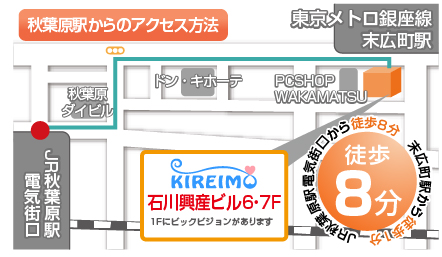 秋葉原駅からのアクセス方法
東京メトロ銀座線
末広町駅
秋葉原
ダイビル
ドン・キホーテ
PCSHOP
WAKAMATSU
JR秋葉原駅
電気街口
KIREIMO
石川興産ビル6・7F
1Fにビックビジョンがあります
JR秋葉原駅電気街口から徒歩8分
末広町駅から徒歩1分
徒歩
8分